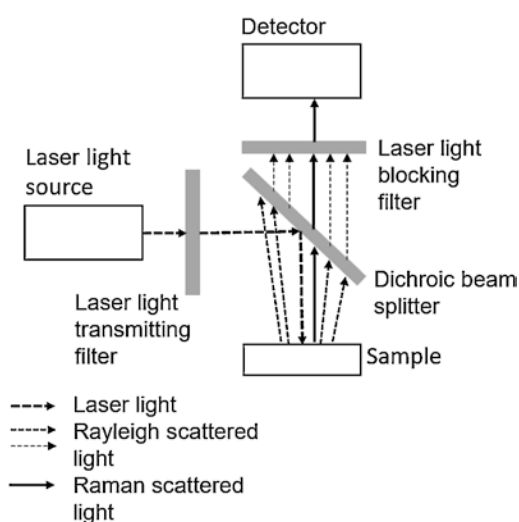 Detector
Laser light
source
Laser light
blocking
filter
Dichroic beam
splitter
Laser light
transmitting
filter
Sample
Laser light
Rayleigh scattered
light
Raman scattered
light